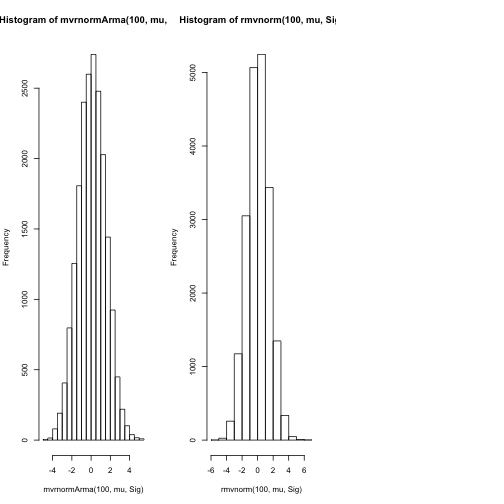 Histogram of mvrnormArma(100, mu,
Histogram of rmvnorm(100, mu, Sig
Frequency
2500
2000
1500
1000
500
0
-4 -2 0 2 4
mvrnormArma(100, mu, Sig)
Frequency
5000
4000
3000
2000
1000
0
-6 -4 -2 0 2 4 6
rmvnorm(100, mu, Sig)